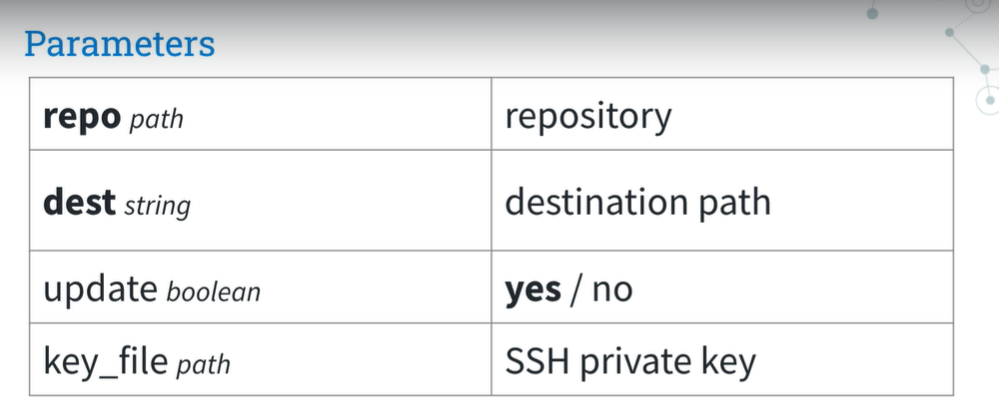 Parameters
repo path repository
dest string destination path
update boolean yes / no
key_file path SSH private key